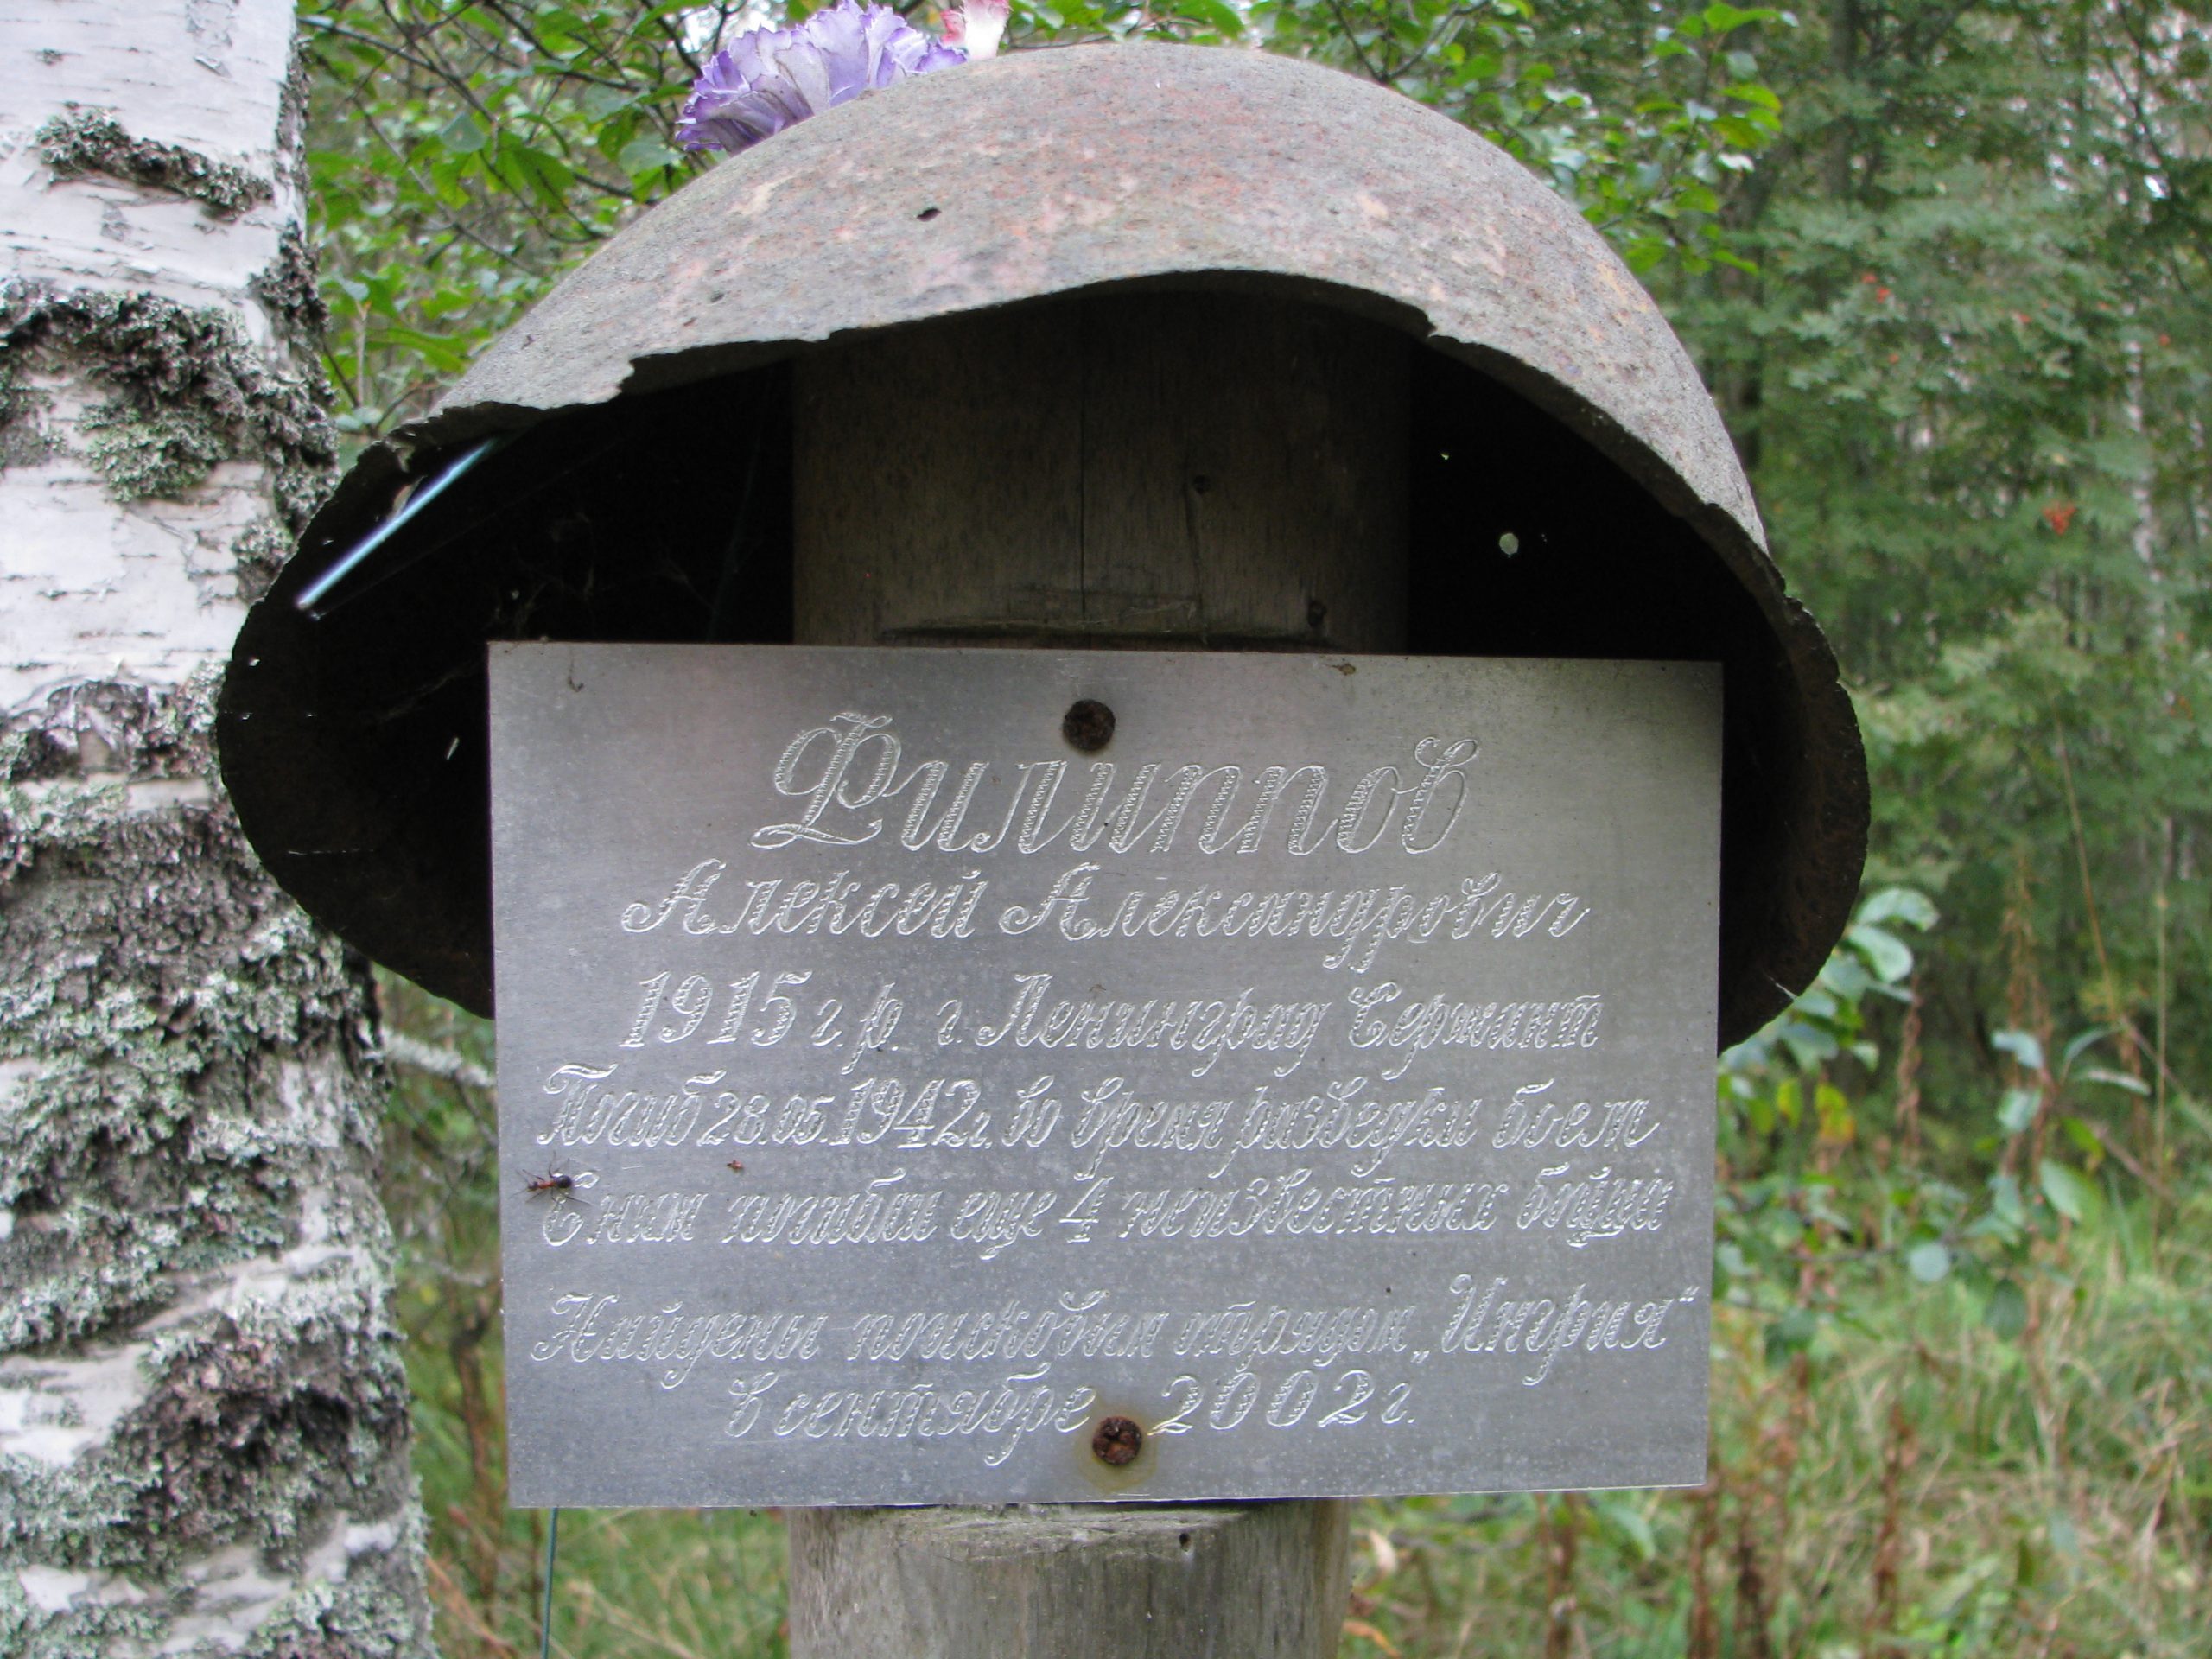 Филиппов
Алексей Александрович
1915 г. р. г. Ленинград Сержант
Погиб 28.05.1942г. во время разведки боем
С ним погибли еще 4 неизвестных бойца
Найдены поисковым отрядом „Ингрия“
в сентябре 2002 г.